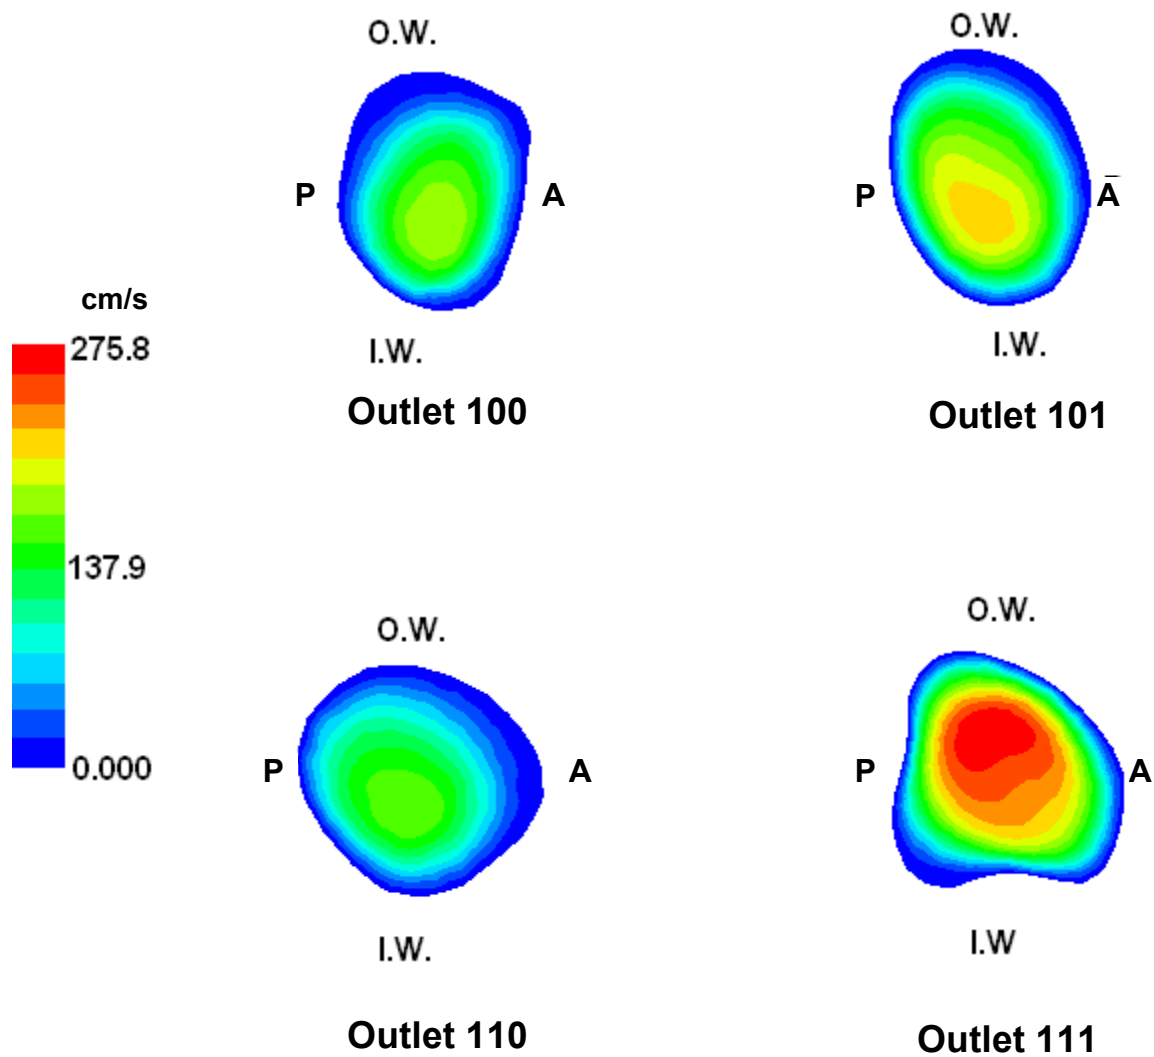 O.W.
O.W.
P
A
P
A
cm/s
275.8
I.W.
I.W.
Outlet 100
Outlet 101
137.9
O.W.
O.W.
0.000
P
A
P
A
I.W.
I.W
Outlet 110
Outlet 111